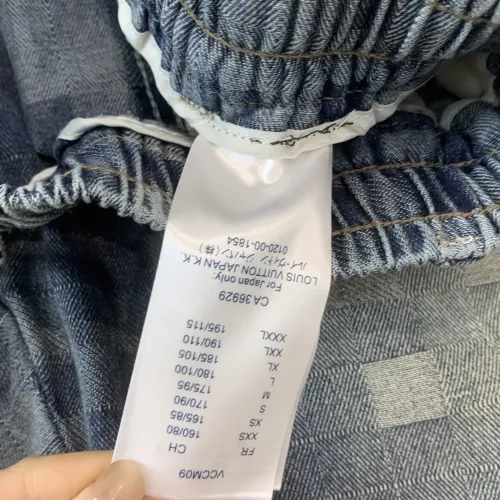 VCCM09
FR CH
XXS 160/80
XS 165/85
S 170/90
M 175/95
L 180/100
XL 185/105
XXL 190/110
XXXL 195/115
CA 36929
For Japan only:
LOUIS VUITTON JAPAN K.K.
ルイ・ヴィトン ジャパン(株)
0120-00-1854